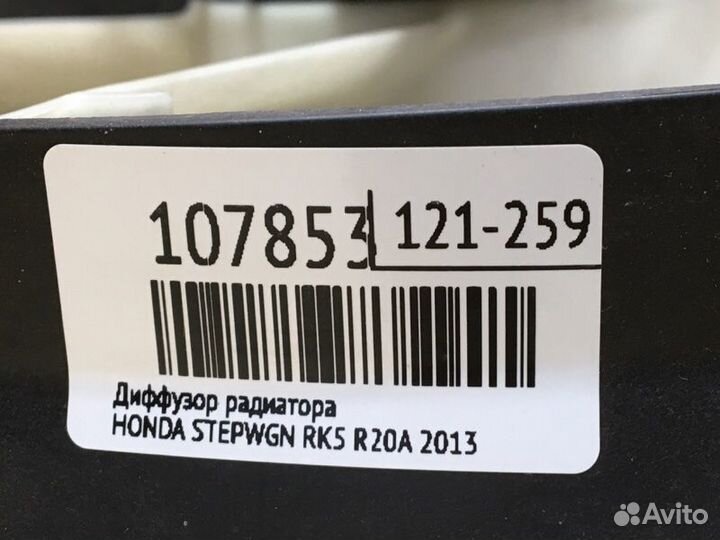 107853 121-259
Диффузор радиатора
HONDA STEPWGN RK5 R20A 2013
Avito